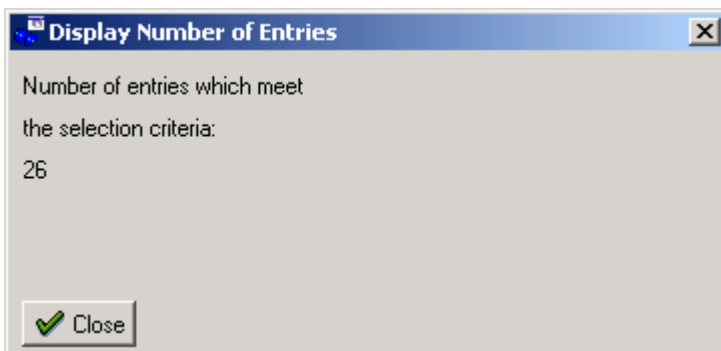 Display Number of Entries
Number of entries which meet
the selection criteria:
26
Close